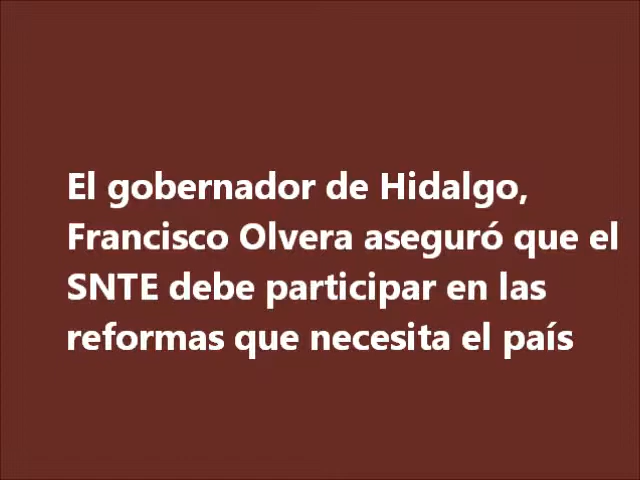 El gobernador de Hidalgo,
Francisco Olvera aseguró que el
SNTE debe participar en las
reformas que necesita el país